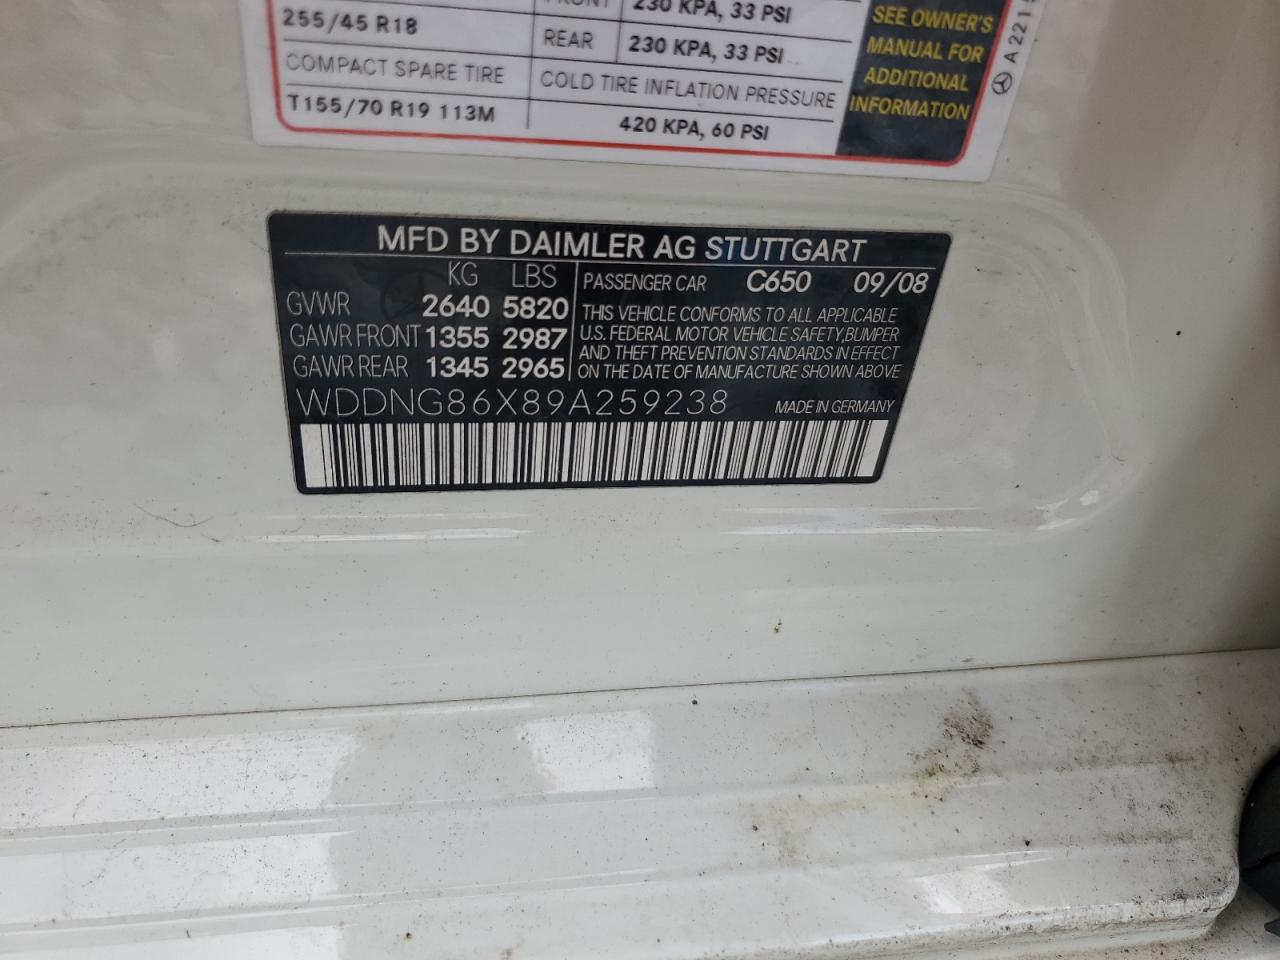 FRONT 230 KPA, 33 PSI
255/45 R18
REAR 230 KPA, 33 PSI
COMPACT SPARE TIRE COLD TIRE INFLATION PRESSURE
T155/70 R19 113M 420 KPA, 60 PSI
SEE OWNER'S
MANUAL FOR
ADDITIONAL
INFORMATION
A 221
MFD BY DAIMLER AG STUTTGART
KG LBS
GVWR 2640 5820
GAWR FRONT 1355 2987
GAWR REAR 1345 2965
PASSENGER CAR C650 09/08
THIS VEHICLE CONFORMS TO ALL APPLICABLE
U.S. FEDERAL MOTOR VEHICLE SAFETY, BUMPER
AND THEFT PREVENTION STANDARDS IN EFFECT
ON THE DATE OF MANUFACTURE SHOWN ABOVE
WDDNG86X89A259238 MADE IN GERMANY